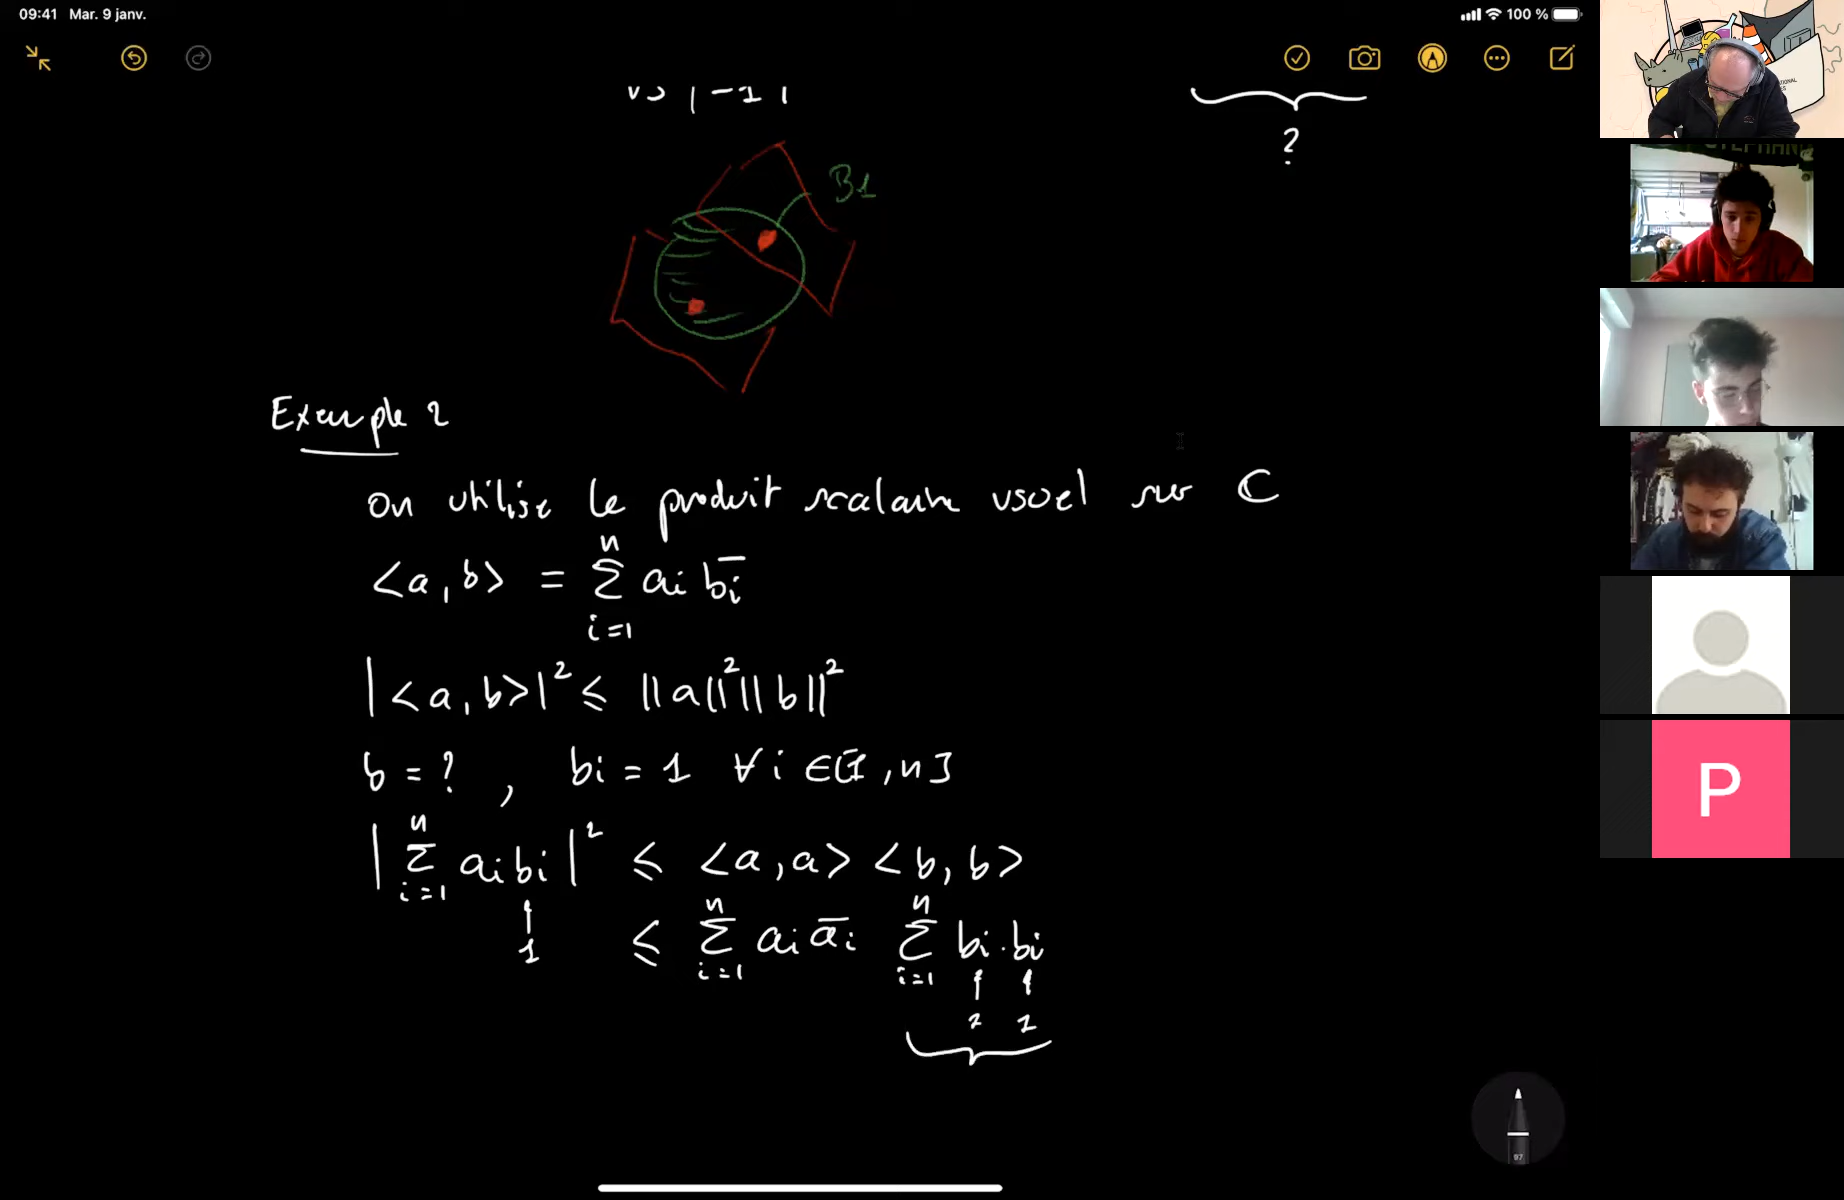 09:41 Mar. 9 janv.
100 %
?
B1
Exemple 2
on utilise le produit scalaire usuel sur ℂ
<a, b> = Σ_{i=1}^{n} ai b̄i
|<a, b>|² ≤ ||a||² ||b||²
b = ? , bi = 1 ∀ i ∈ [1, n]
|Σ_{i=1}^{n} ai bi|² ≤ <a, a> <b, b>
1
≤ Σ_{i=1}^{n} ai āi Σ_{i=1}^{n} bi · bi
1 1
97
P